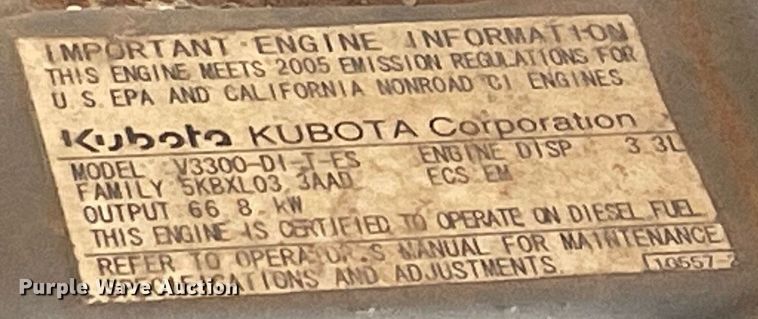 IMPORTANT ENGINE INFORMATION
THIS ENGINE MEETS 2005 EMISSION REGULATIONS FOR
U.S. EPA AND CALIFORNIA NONROAD CI ENGINES
Kubota KUBOTA Corporation
MODEL V3300-DI-T-ES ENGINE DISP 3.3L
FAMILY 5KBXL03.3AAD ECS EM
OUTPUT 66.8 kW
THIS ENGINE IS CERTIFIED TO OPERATE ON DIESEL FUEL
REFER TO OPERATOR'S MANUAL FOR MAINTENANCE
SPECIFICATIONS AND ADJUSTMENTS.
Purple Wave Auction